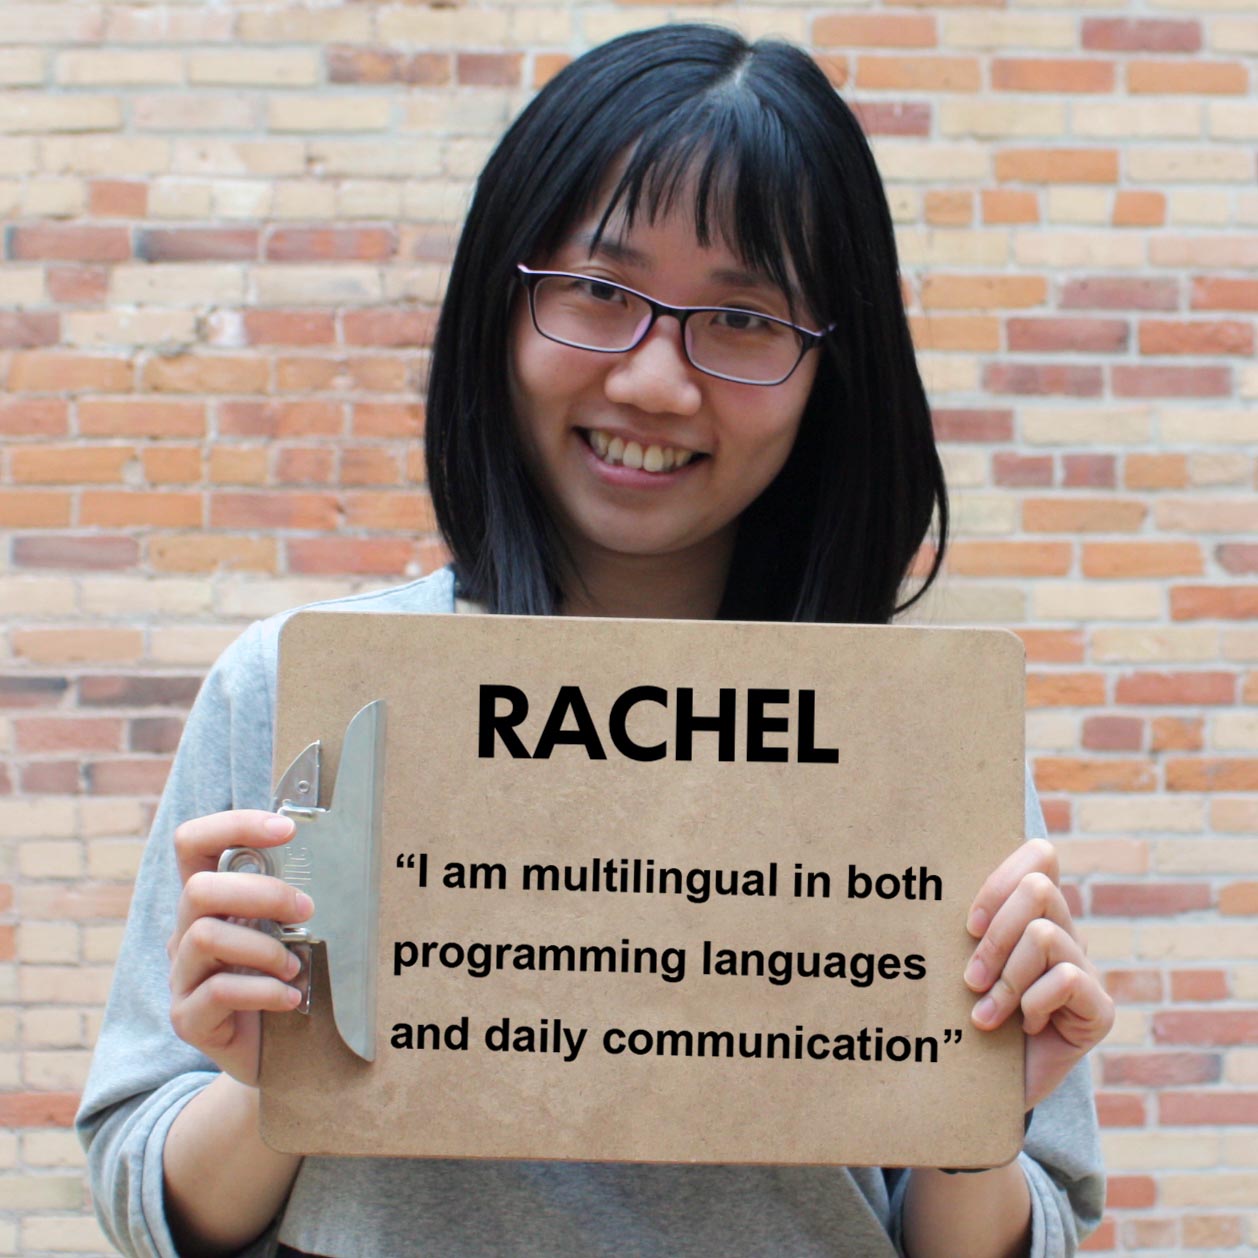 RACHEL
“I am multilingual in both
programming languages
and daily communication”